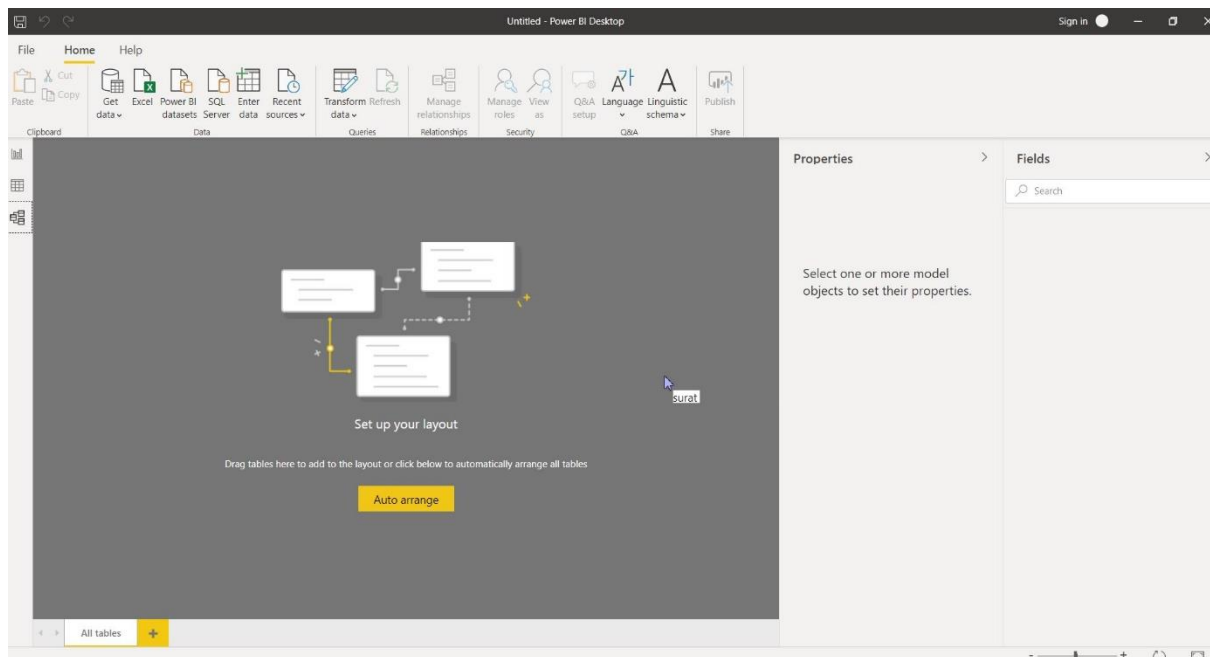 Untitled - Power BI Desktop
Sign in
File Home Help
Paste
Cut
Copy
Clipboard
Get data
Excel
Power BI datasets
SQL Server
Enter data
Recent sources
Data
Transform data
Refresh
Queries
Manage relationships
Relationships
Manage roles
View as
Security
Q&A setup
Language
Linguistic schema
Q&A
Publish
Share
Set up your layout
Drag tables here to add to the layout or click below to automatically arrange all tables
Auto arrange
surat
Properties
Select one or more model
objects to set their properties.
Fields
Search
All tables